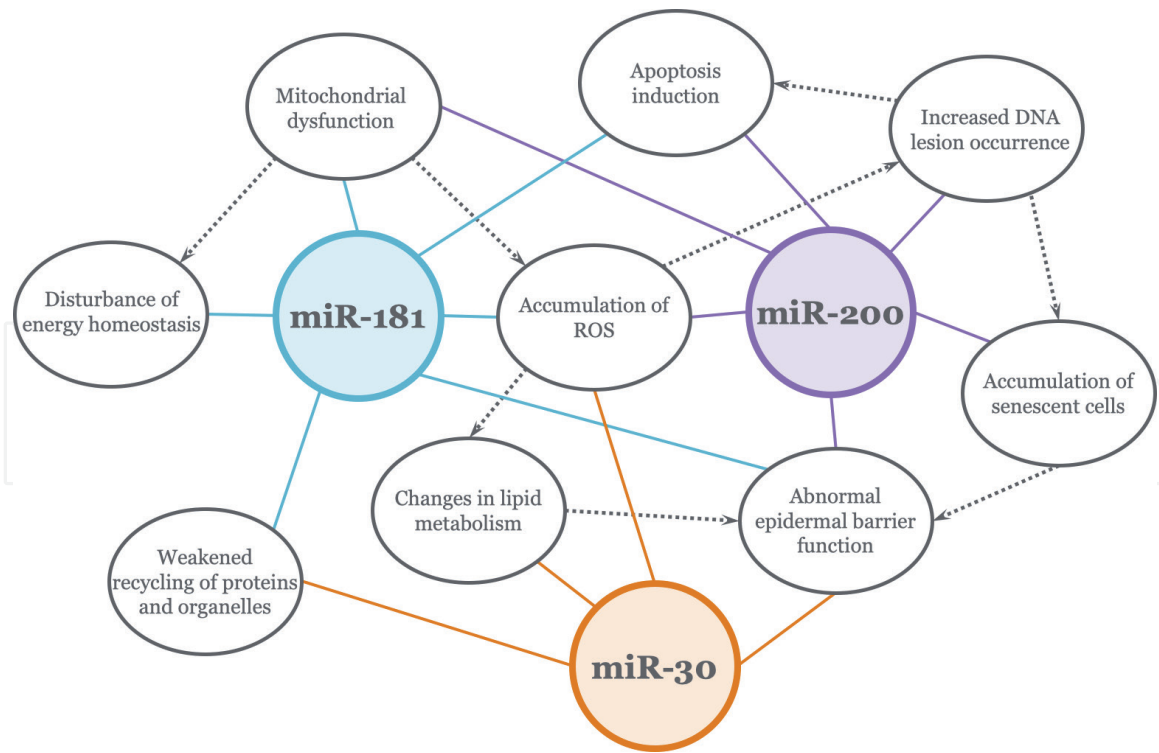 Mitochondrial
dysfunction
Apoptosis
induction
Increased DNA
lesion occurrence
Disturbance of
energy homeostasis
miR-181
Accumulation of
ROS
miR-200
Accumulation of
senescent cells
Changes in lipid
metabolism
Abnormal
epidermal barrier
function
Weakened
recycling of proteins
and organelles
miR-30